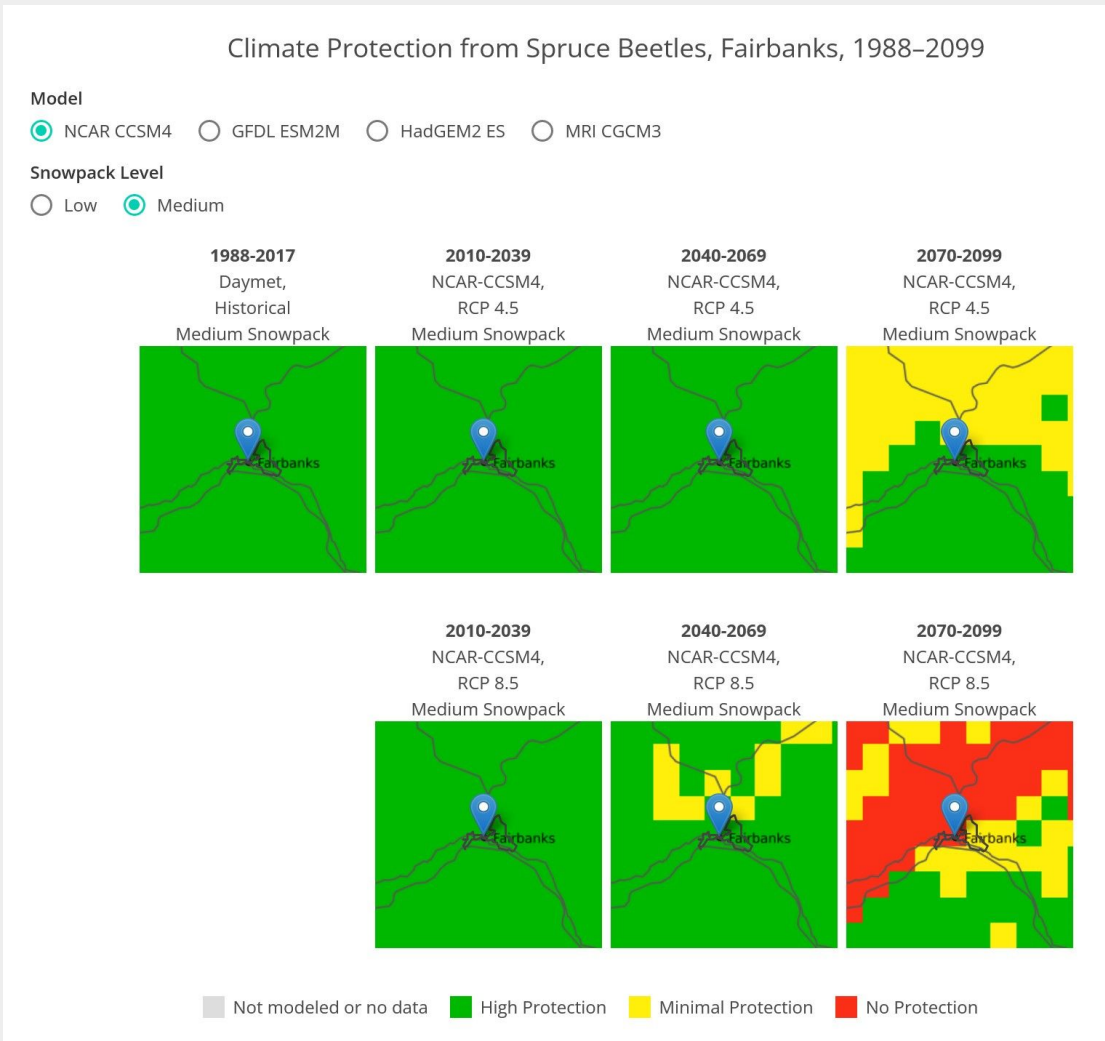 Climate Protection from Spruce Beetles, Fairbanks, 1988–2099
Model
NCAR CCSM4 GFDL ESM2M HadGEM2 ES MRI CGCM3
Snowpack Level
Low Medium
1988-2017 2010-2039 2040-2069 2070-2099
Daymet, NCAR-CCSM4, NCAR-CCSM4, NCAR-CCSM4,
Historical RCP 4.5 RCP 4.5 RCP 4.5
Medium Snowpack Medium Snowpack Medium Snowpack Medium Snowpack
Fairbanks Fairbanks Fairbanks Fairbanks
2010-2039 2040-2069 2070-2099
NCAR-CCSM4, NCAR-CCSM4, NCAR-CCSM4,
RCP 8.5 RCP 8.5 RCP 8.5
Medium Snowpack Medium Snowpack Medium Snowpack
Fairbanks Fairbanks Fairbanks
Not modeled or no data High Protection Minimal Protection No Protection